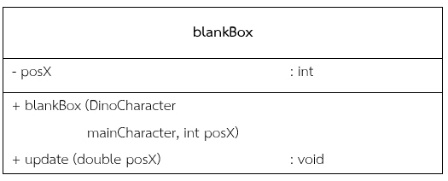 blankBox
- posX : int
+ blankBox (DinoCharacter
mainCharacter, int posX)
+ update (double posX) : void